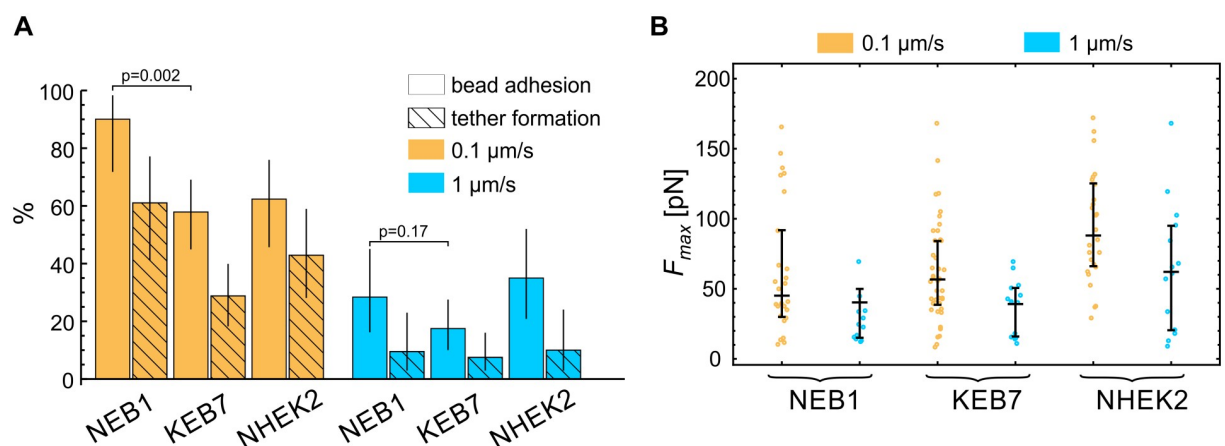 A
p=0.002
bead adhesion
tether formation
0.1 μm/s
1 μm/s
p=0.17
%
100
80
60
40
20
0
NEB1
KEB7
NHEK2
NEB1
KEB7
NHEK2
B
0.1 μm/s
1 μm/s
F_max [pN]
200
150
100
50
0
NEB1
KEB7
NHEK2